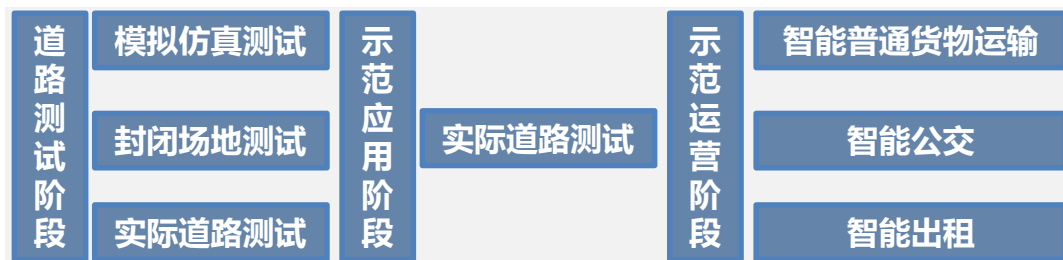 道路测试阶段
模拟仿真测试
封闭场地测试
实际道路测试
示范应用阶段
实际道路测试
示范运营阶段
智能普通货物运输
智能公交
智能出租